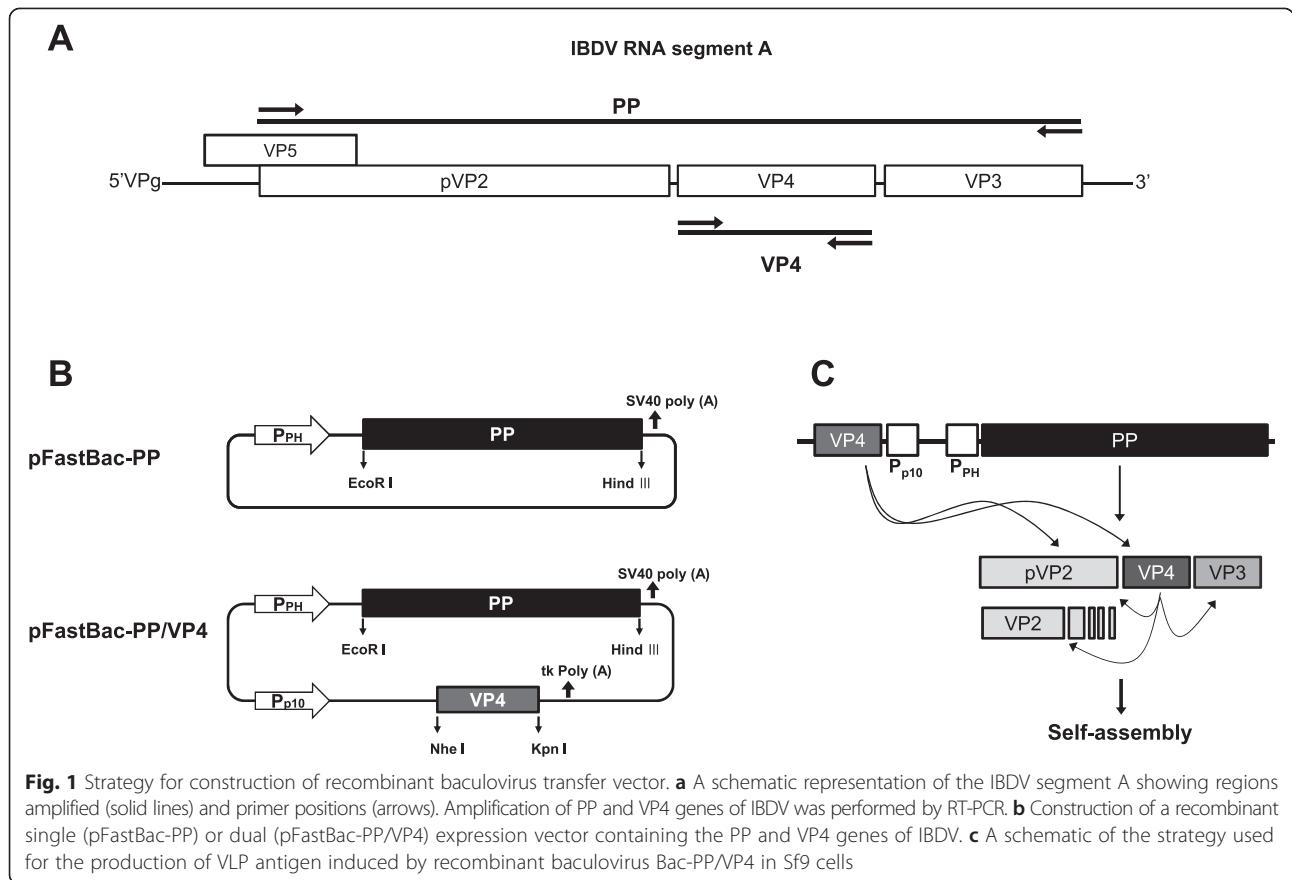 A
IBDV RNA segment A
PP
VP5
5'VPg
pVP2
VP4
VP3
3'
VP4
B
pFastBac-PP
PPH
PP
SV40 poly (A)
EcoR I
Hind III
pFastBac-PP/VP4
PPH
PP
SV40 poly (A)
EcoR I
Hind III
tk Poly (A)
Pp10
VP4
Nhe I
Kpn I
C
VP4
Pp10
PPH
PP
pVP2
VP4
VP3
VP2
Self-assembly
Fig. 1 Strategy for construction of recombinant baculovirus transfer vector. a A schematic representation of the IBDV segment A showing regions
amplified (solid lines) and primer positions (arrows). Amplification of PP and VP4 genes of IBDV was performed by RT-PCR. b Construction of a recombinant
single (pFastBac-PP) or dual (pFastBac-PP/VP4) expression vector containing the PP and VP4 genes of IBDV. c A schematic of the strategy used
for the production of VLP antigen induced by recombinant baculovirus Bac-PP/VP4 in Sf9 cells